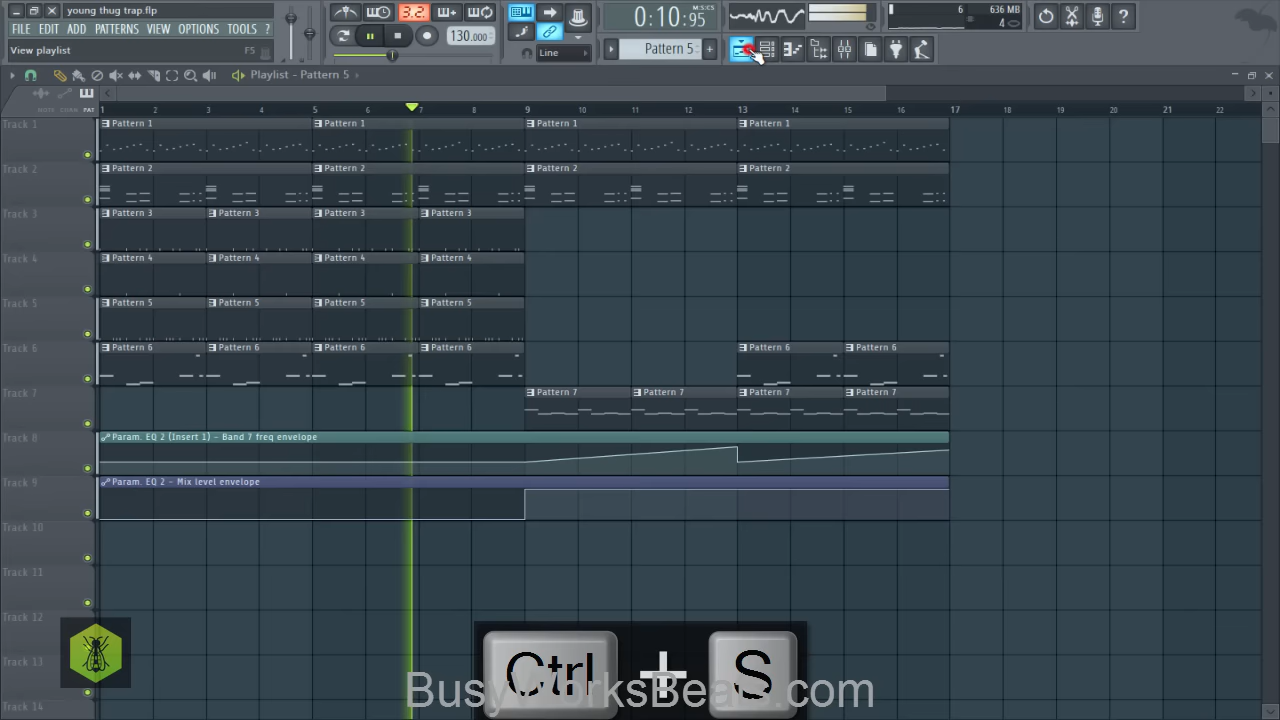 young thug trap.flp
FILE EDIT ADD PATTERNS VIEW OPTIONS TOOLS ?
View playlist F5
3.2.
130.000
Line
0:10:95
M:S:CS
Pattern 5 +
6 636 MB
4
Playlist - Pattern 5
NOTE CHAN PAT
1 2 3 4 5 6 7 8 9 10 11 12 13 14 15 16 17 18 19 20 21 22
Track 1
Pattern 1 Pattern 1 Pattern 1 Pattern 1
Track 2
Pattern 2 Pattern 2 Pattern 2 Pattern 2
Track 3
Pattern 3 Pattern 3 Pattern 3 Pattern 3
Track 4
Pattern 4 Pattern 4 Pattern 4 Pattern 4
Track 5
Pattern 5 Pattern 5 Pattern 5 Pattern 5
Track 6
Pattern 6 Pattern 6 Pattern 6 Pattern 6 Pattern 6 Pattern 6
Track 7
Pattern 7 Pattern 7 Pattern 7 Pattern 7
Track 8
Param. EQ 2 (Insert 1) - Band 7 freq envelope
Track 9
Param. EQ 2 - Mix level envelope
Track 10
Track 11
Track 12
Track 13
Track 14
Ctrl + S
BusyWorksBeats.com